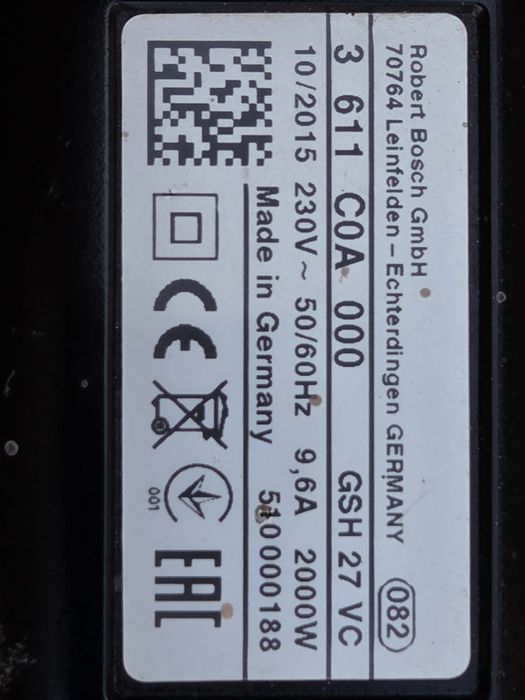 Robert Bosch GmbH
70764 Leinfelden – Echterdingen GERMANY 082
3 611 C0A 000 GSH 27 VC
10/2015 230V~ 50/60Hz 9,6A 2000W
Made in Germany 510000188
CE
001
EAC